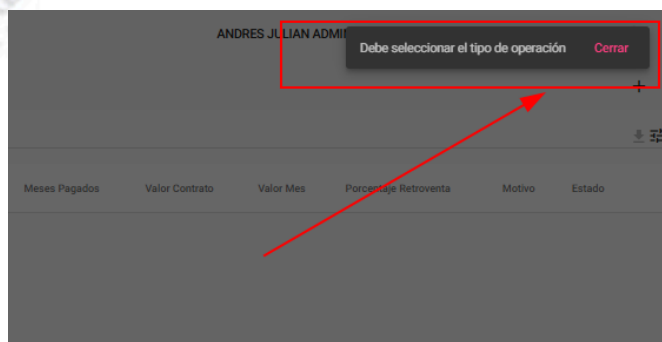 ANDRES JULIAN ADMI
Debe seleccionar el tipo de operación Cerrar
Meses Pagados Valor Contrato Valor Mes Porcentaje Retroventa Motivo Estado